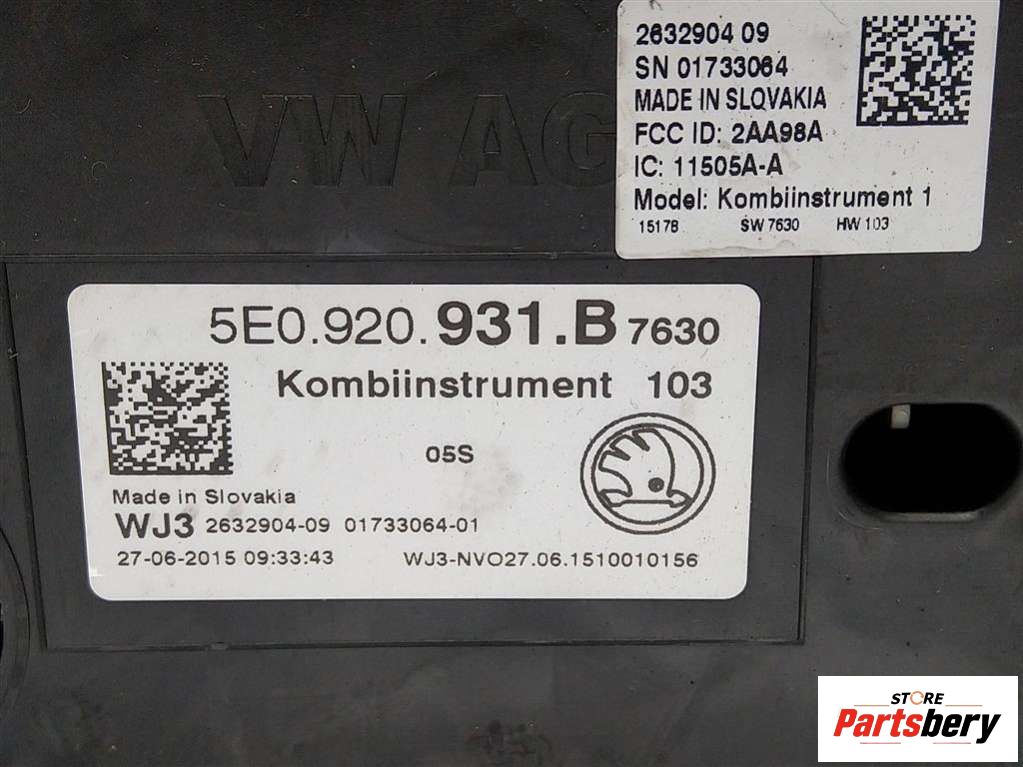 2632904 09
SN 01733064
MADE IN SLOVAKIA
FCC ID: 2AA98A
IC: 11505A-A
Model: Kombiinstrument 1
1517B SW 7630 HW 103
VW AG
5E0.920.931.B 7630
Kombiinstrument 103
05S
Made in Slovakia
WJ3 2632904-09 01733064-01
27-06-2015 09:33:43 WJ3-NVO27.06.1510010156
STORE
Partsbery